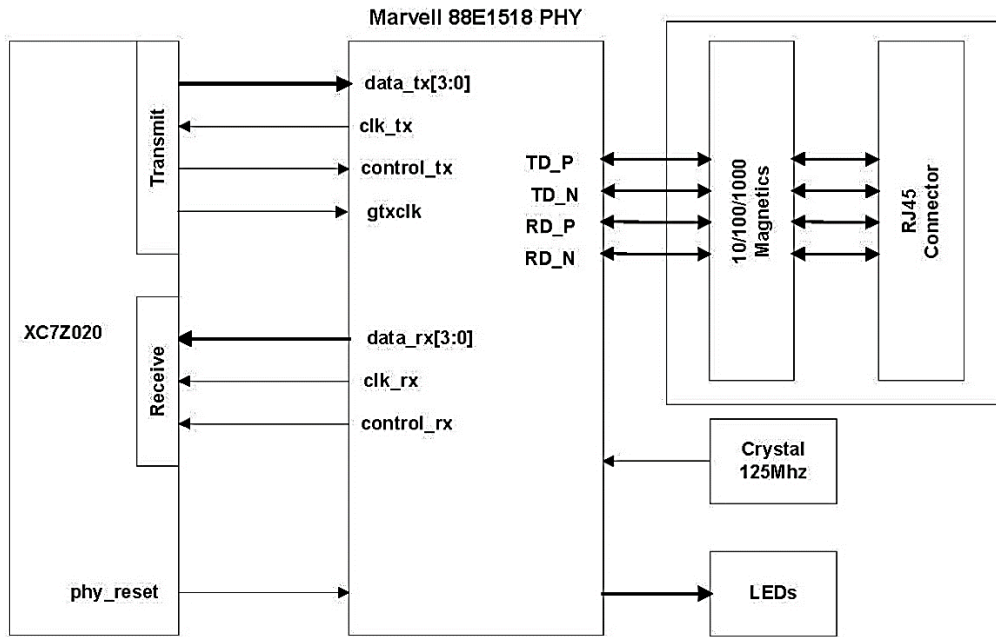 Marvell 88E1518 PHY
XC7Z020
Transmit
data_tx[3:0]
clk_tx
control_tx
gtxclk
Receive
data_rx[3:0]
clk_rx
control_rx
phy_reset
TD_P
TD_N
RD_P
RD_N
10/100/1000
Magnetics
RJ45
Connector
Crystal
125Mhz
LEDs